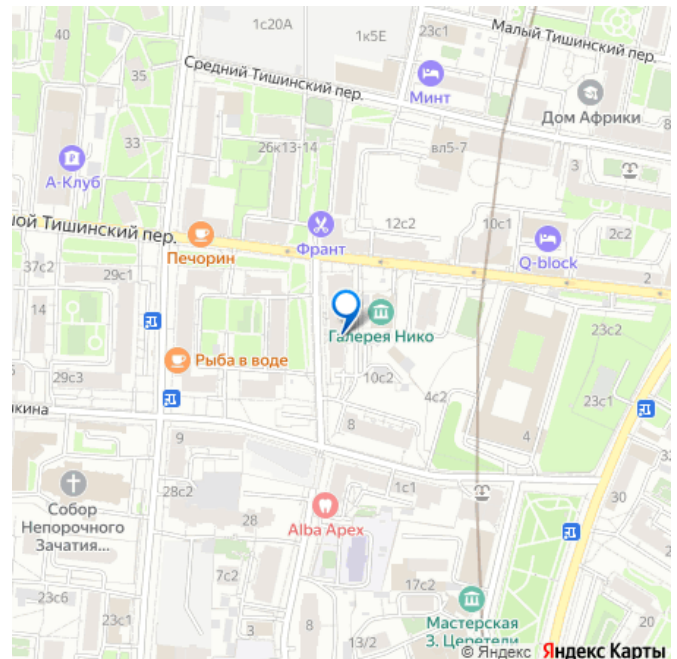 40
1с20А
1к5Е
23с1
Малый Тишинский пер.
35
Средний Тишинский пер.
Минт
Дом Африки
8
33
А-Клуб
26к13-14
вл5-7
3
ой Тишинский пер.
Печорин
Франт
12с2
10с1
Q-block
2с2
37с2
29с1
2
14
Галерея Нико
23с2
Рыба в воде
29с3
10с2
4с2
23с1
кина
9
8
4
Собор
Непорочного
Зачатия...
28с2
1с1
30
28
Alba Apex
7с2
17с2
32
23с6
23с1
3
8
13/2
Мастерская
З. Церетели
© Яндекс Яндекс Карты